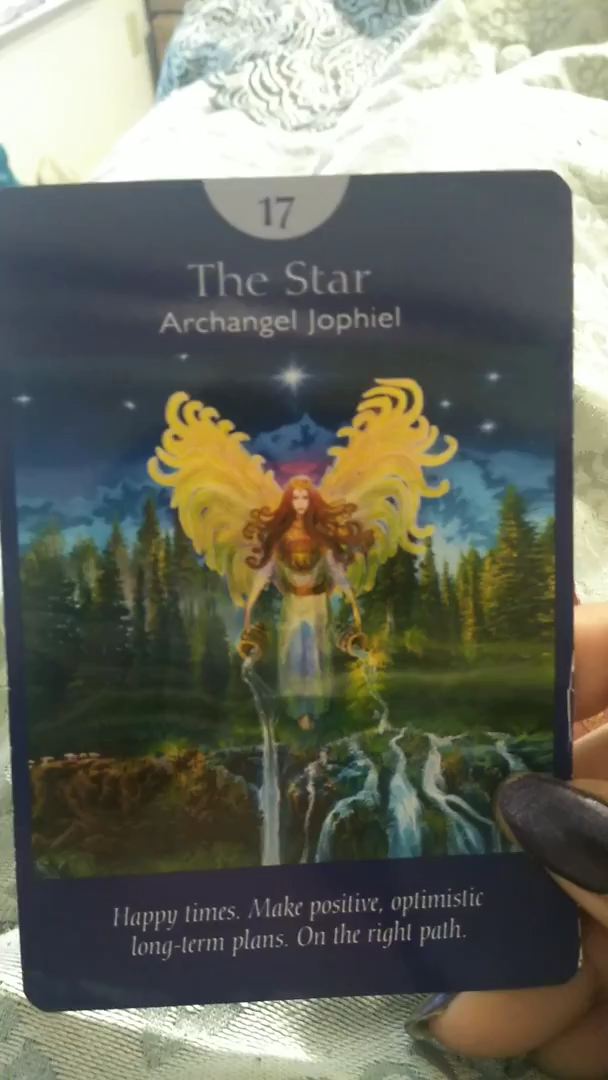 17
The Star
Archangel Jophiel
Happy times. Make positive, optimistic
long-term plans. On the right path.